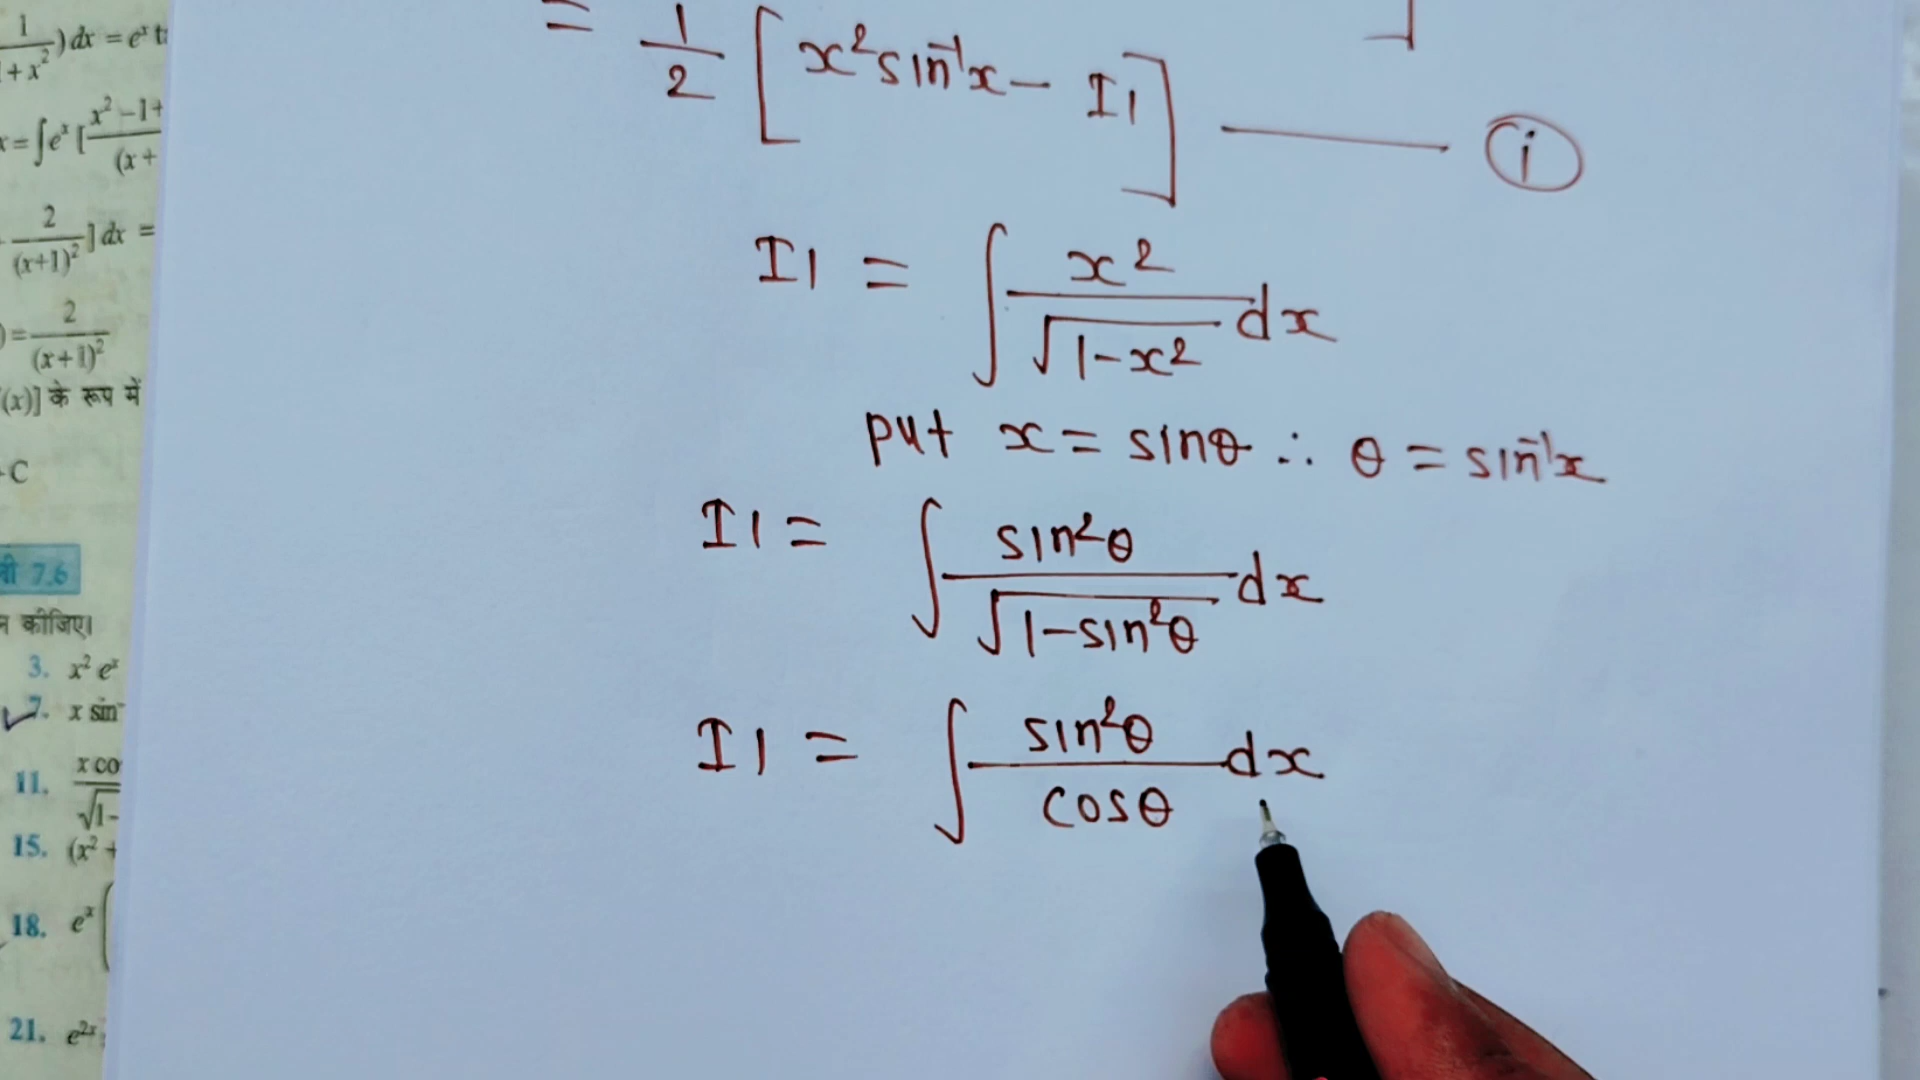 1/(1+x²)) dx = eˣ t
x = ∫eˣ [(x² – 1 +)/(x +
2/(x+1)²] dx =
) = 2/(x+1)²
(x)] के रूप में
C
7.6
कीजिए।
3. x² eˣ
7. x sin⁻
11. x co/√1–
15. (x² +
18. eˣ (
21. e²ˣ
= 1/2 [x² sin⁻¹x – I1] —— (i)
I1 = ∫ x²/√(1–x²) dx
put x = sinθ ∴ θ = sin⁻¹x
I1 = ∫ sin²θ/√(1–sin²θ) dx
I1 = ∫ sin²θ/cosθ dx